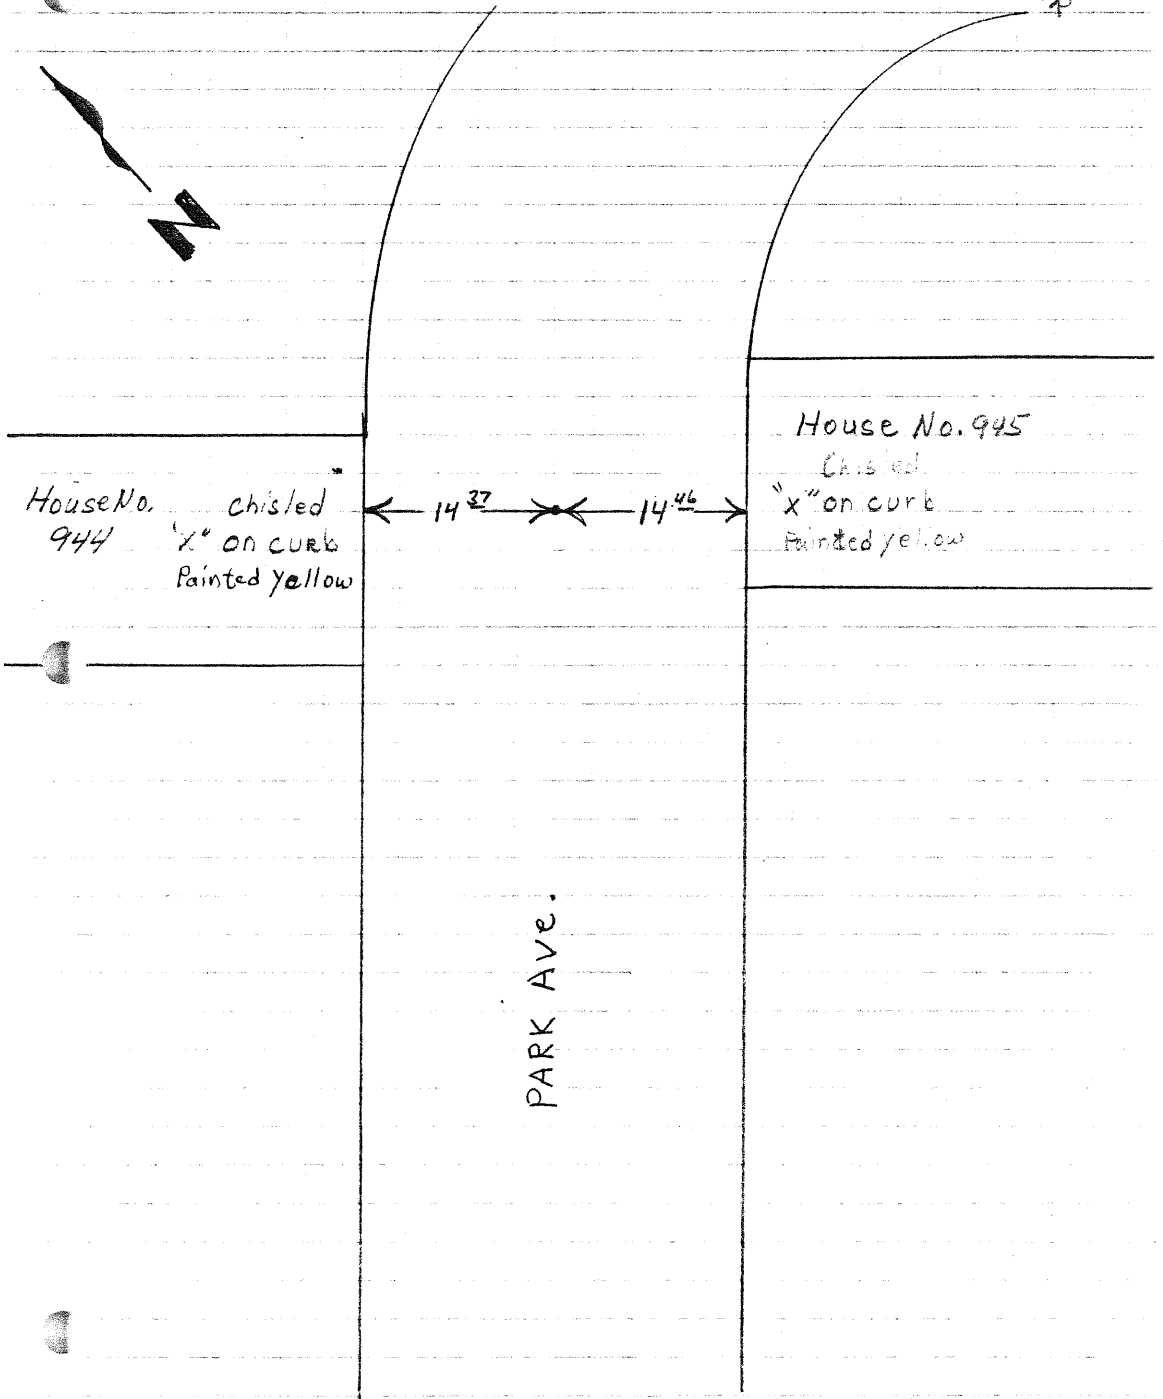 N
House No. 945
Chisled
"X" on curb
Painted yellow
House No.
944
chisled
"X" on curb
Painted yellow
14 37
14.46
PARK Ave.